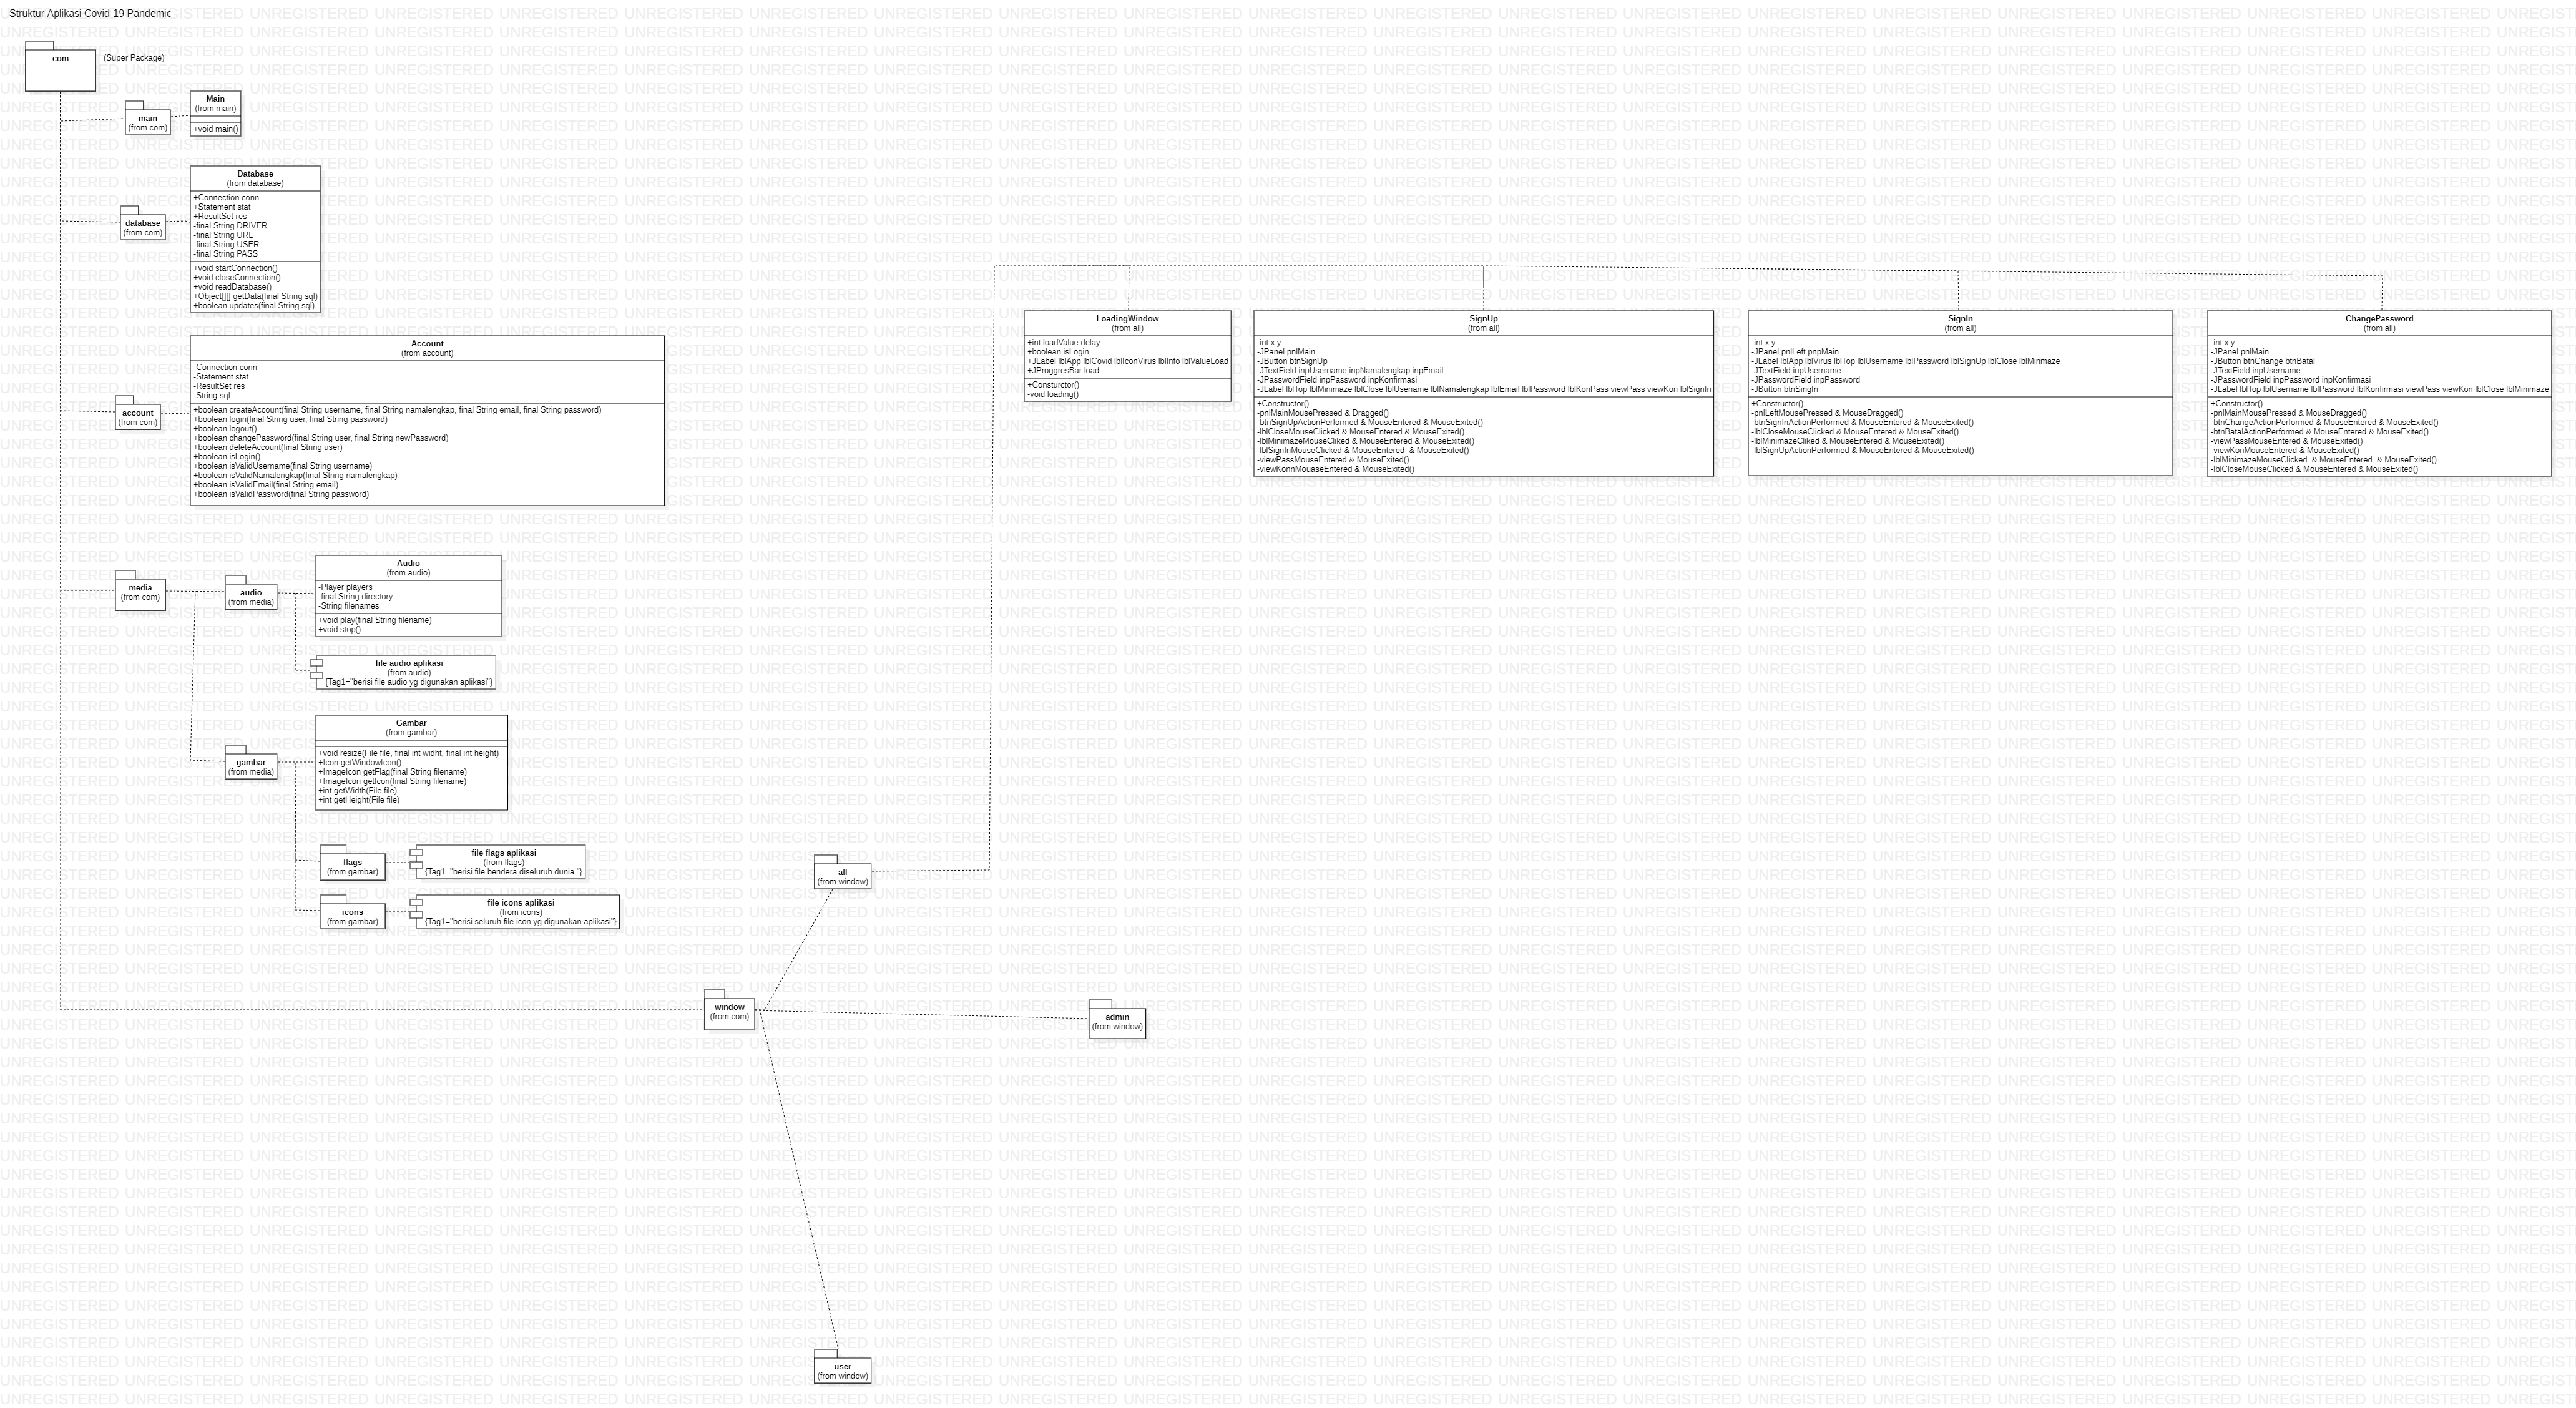 Struktur Aplikasi Covid-19 Pandemic
com
(Super Package)
main
(from com)
Main
(from main)
+void main()
database
(from com)
Database
(from database)
+Connection conn
+Statement stat
+ResultSet res
-final String DRIVER
-final String URL
-final String USER
-final String PASS
+void startConnection()
+void closeConnection()
+void readDatabase()
+Object[][] getData(final String sql)
+boolean updates(final String sql)
account
(from com)
Account
(from account)
-Connection conn
-Statement stat
-ResultSet res
-String sql
+boolean createAccount(final String username, final String namalengkap, final String email, final String password)
+boolean login(final String user, final String password)
+boolean logout()
+boolean changePassword(final String user, final String newPassword)
+boolean deleteAccount(final String user)
+boolean isLogin()
+boolean isValidUsername(final String username)
+boolean isValidNamalengkap(final String namalengkap)
+boolean isValidEmail(final String email)
+boolean isValidPassword(final String password)
media
(from com)
audio
(from media)
Audio
(from audio)
-Player players
-final String directory
-String filenames
+void play(final String filename)
+void stop()
file audio aplikasi
(from audio)
{Tag1="berisi file audio yg digunakan aplikasi"}
gambar
(from media)
Gambar
(from gambar)
+void resize(File file, final int widht, final int height)
+Icon getWindowIcon()
+ImageIcon getFlag(final String filename)
+ImageIcon getIcon(final String filename)
+int getWidth(File file)
+int getHeight(File file)
flags
(from gambar)
file flags aplikasi
(from flags)
{Tag1="berisi file bendera diseluruh dunia "}
icons
(from gambar)
file icons aplikasi
(from icons)
{Tag1="berisi seluruh file icon yg digunakan aplikasi"}
window
(from com)
all
(from window)
LoadingWindow
(from all)
+int loadValue delay
+boolean isLogin
+JLabel lblApp lblCovid lblIconVirus lblInfo lblValueLoad
+JProggresBar load
+Consturctor()
-void loading()
SignUp
(from all)
-int x y
-JPanel pnlMain
-JButton btnSignUp
-JTextField inpUsername inpNamalengkap inpEmail
-JPasswordField inpPassword inpKonfirmasi
-JLabel lblTop lblMinimaze lblClose lblUsename lblNamalengkap lblEmail lblPassword lblKonPass viewPass viewKon lblSignIn
+Constructor()
-pnlMainMousePressed & Dragged()
-btnSignUpActionPerformed & MouseEntered & MouseExited()
-lblCloseMouseClicked & MouseEntered & MouseExited()
-lblMinimazeMouseCliked & MouseEntered & MouseExited()
-lblSignInMouseClicked & MouseEntered  & MouseExited()
-viewPassMouseEntered & MouseExited()
-viewKonnMouaseEntered & MouseExited()
SignIn
(from all)
-int x y
-JPanel pnlLeft pnpMain
-JLabel lblApp lblVirus lblTop lblUsername lblPassword lblSignUp lblClose lblMinmaze
-JTextField inpUsername
-JPasswordField inpPassword
-JButton btnSingIn
+Constructor()
-pnlLeftMousePressed & MouseDragged()
-btnSignInActionPerformed & MouseEntered & MouseExited()
-lblCloseMouseClicked & MouseEntered & MouseExited()
-lblMinimazeCliked & MouseEntered & MouseExited()
-lblSignUpActionPerformed & MouseEntered & MouseExited()
ChangePassword
(from all)
-int x y
-JPanel pnlMain
-JButton btnChange btnBatal
-JTextField inpUsername
-JPasswordField inpPassword inpKonfirmasi
-JLabel lblTop lblUsername lblPassword lblKonfirmasi viewPass viewKon lblClose lblMinimaze
+Constructor()
-pnlMainMousePressed & MouseDragged()
-btnChangeActionPerformed & MouseEntered & MouseExited()
-btnBatalActionPerformed & MouseEntered & MouseExited()
-viewPassMouseEntered & MouseExited()
-viewKonMouseEntered & MouseExited()
-lblMinimazeMouseClicked  & MouseEntered  & MouseExited()
-lblCloseMouseClicked & MouseEntered & MouseExited()
admin
(from window)
user
(from window)
UNREGISTERED